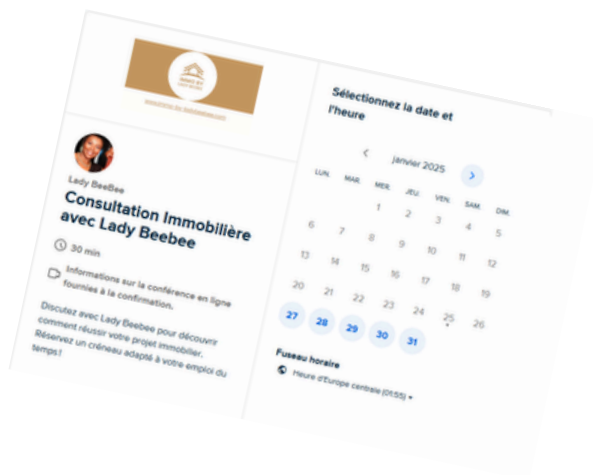 Lady BeeBee
Consultation Immobilière
avec Lady Beebee
30 min
Informations sur la conférence en ligne
fournies à la confirmation.
Discutez avec Lady Beebee pour découvrir
comment réussir votre projet immobilier.
Réservez un créneau adapté à votre emploi du
temps!
Sélectionnez la date et
l'heure
janvier 2025
LUN. MAR. MER. JEU. VEN. SAM. DIM.
1 2 3 4 5
6 7 8 9 10 11 12
13 14 15 16 17 18 19
20 21 22 23 24 25 26
27 28 29 30 31
Fuseau horaire
Heure d'Europe centrale (01:55)